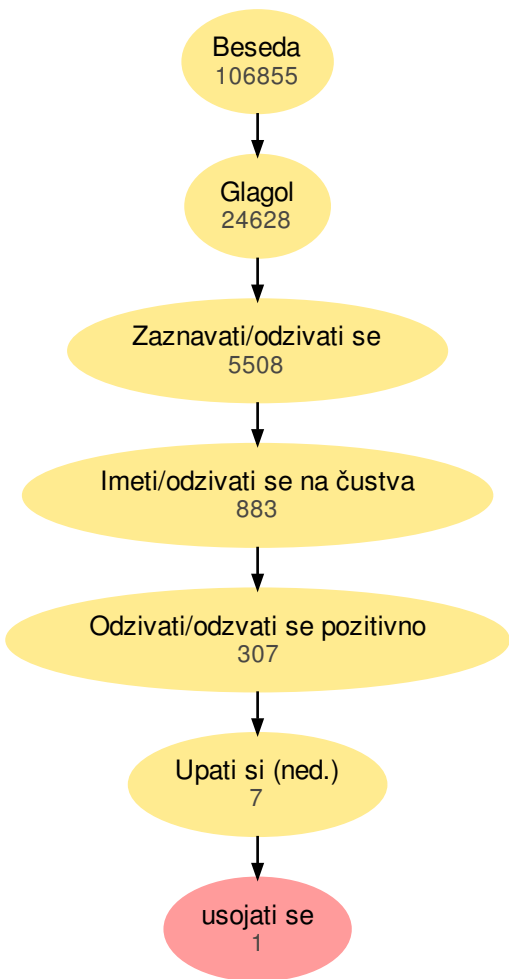 Beseda
106855
Glagol
24628
Zaznavati/odzivati se
5508
Imeti/odzivati se na čustva
883
Odzivati/odzvati se pozitivno
307
Upati si (ned.)
7
usojati se
1